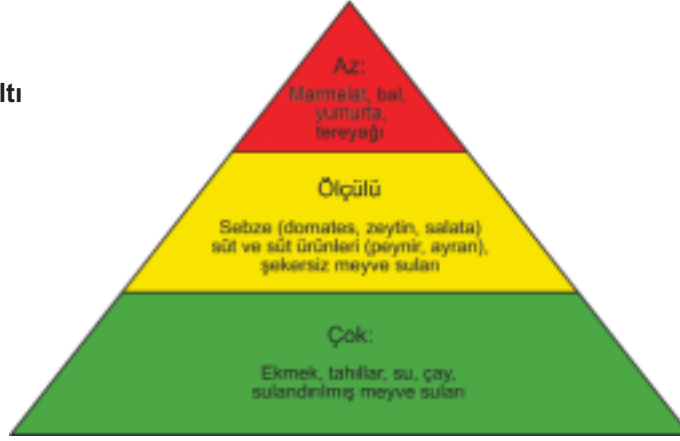 ltı
Az:
Marmelat, bal,
yumurta,
tereyağı
Ölçülü
Sebze (domates, zeytin, salata)
süt ve süt ürünleri (peynir, ayran),
şekersiz meyve suları
Çok:
Ekmek, tahıllar, su, çay,
sulandırılmış meyve suları